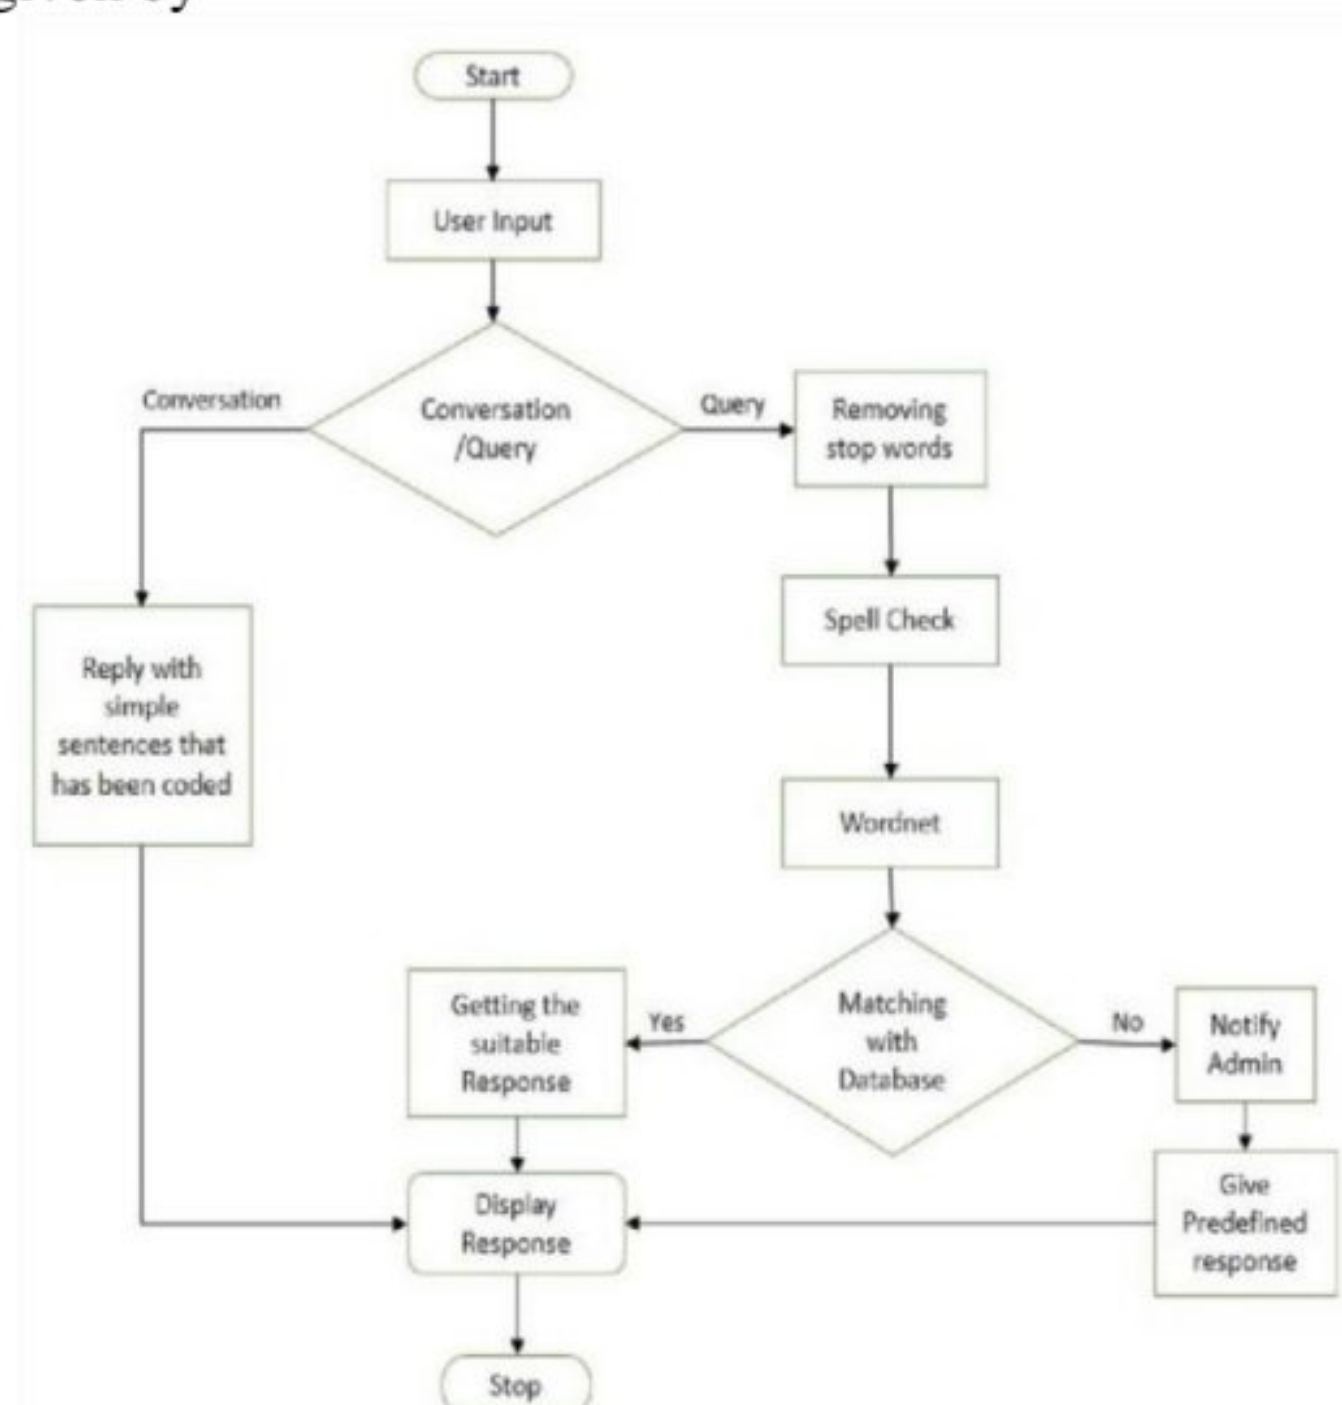 given by
Start
User Input
Conversation
Conversation
/Query
Query
Removing
stop words
Spell Check
Reply with
simple
sentences that
has been coded
Wordnet
Getting the
suitable
Response
Yes
Matching
with
Database
No
Notify
Admin
Display
Response
Give
Predefined
response
Stop